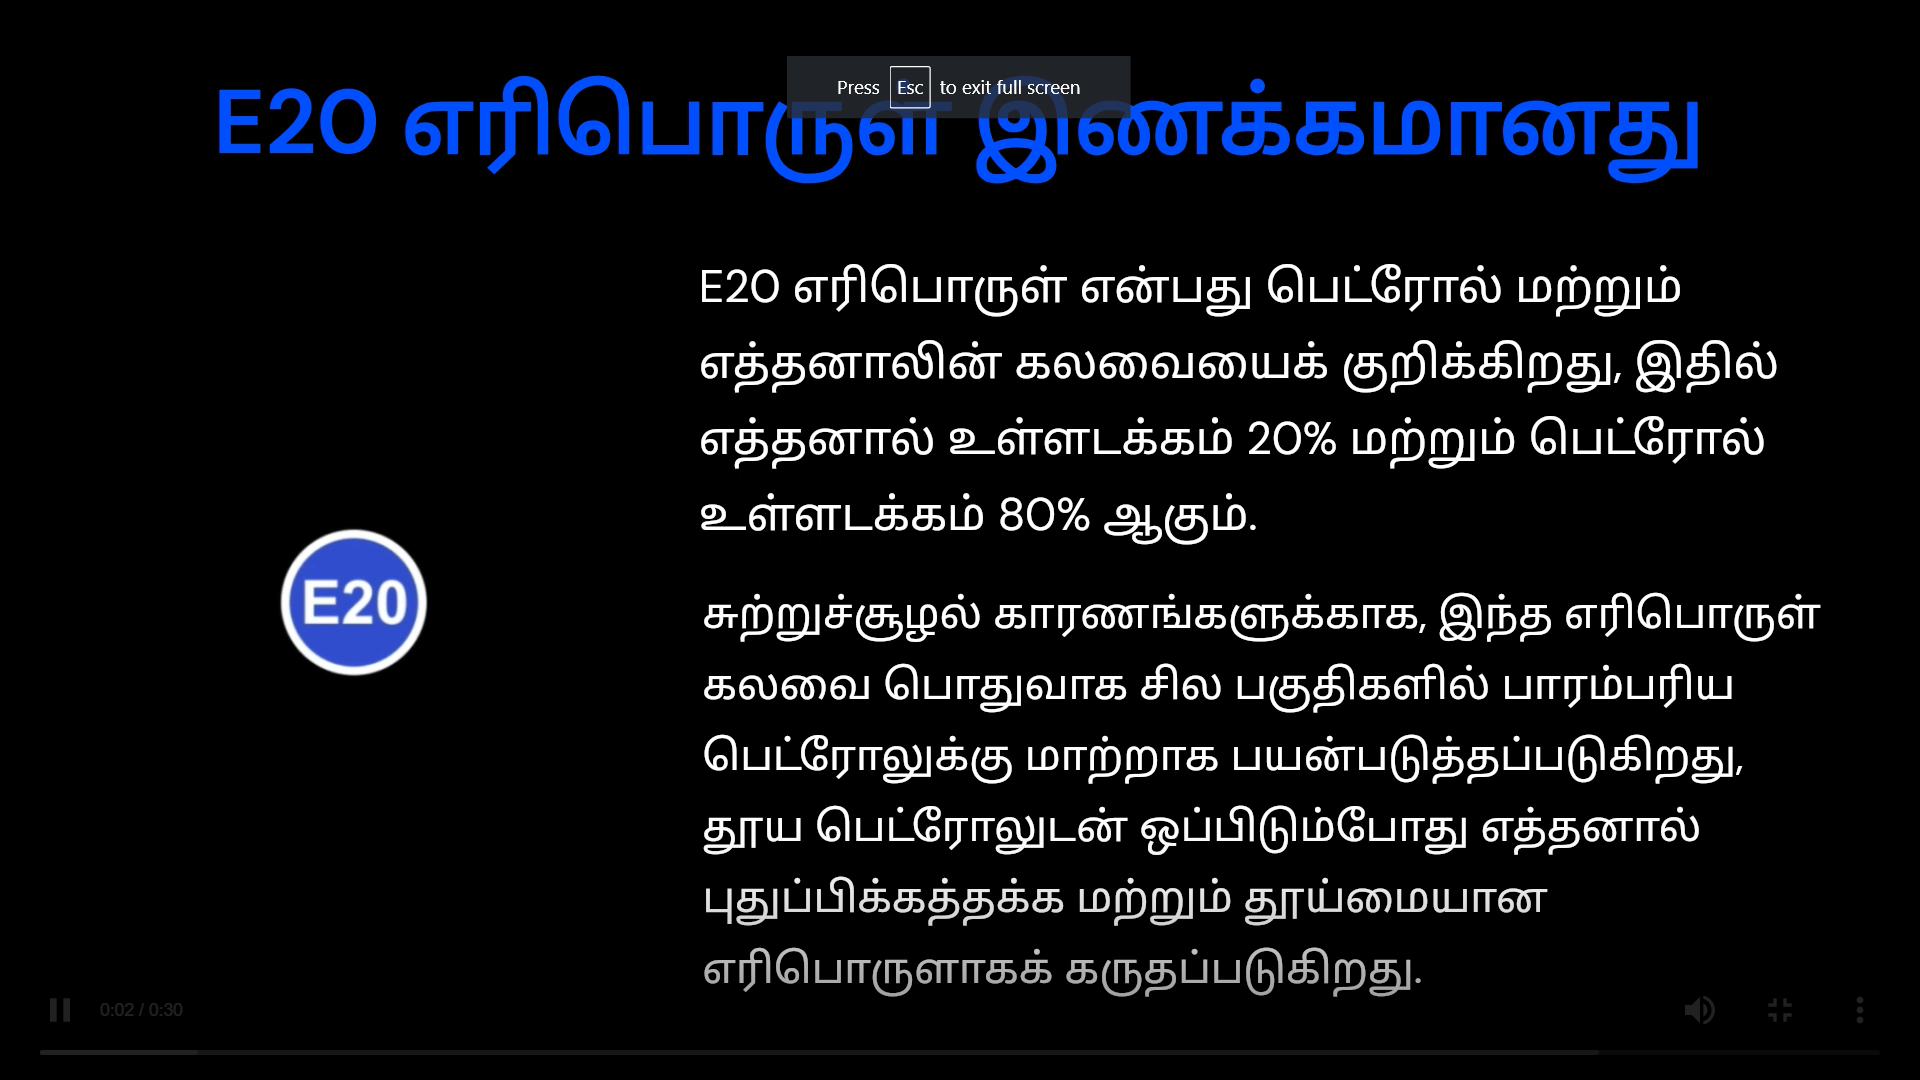 Press Esc to exit full screen
E20 எரிபொருள் இணக்கமானது
E20 எரிபொருள் என்பது பெட்ரோல் மற்றும்
எத்தனாலின் கலவையைக் குறிக்கிறது, இதில்
எத்தனால் உள்ளடக்கம் 20% மற்றும் பெட்ரோல்
உள்ளடக்கம் 80% ஆகும்.
E20
சுற்றுச்சூழல் காரணங்களுக்காக, இந்த எரிபொருள்
கலவை பொதுவாக சில பகுதிகளில் பாரம்பரிய
பெட்ரோலுக்கு மாற்றாக பயன்படுத்தப்படுகிறது,
தூய பெட்ரோலுடன் ஒப்பிடும்போது எத்தனால்
புதுப்பிக்கத்தக்க மற்றும் தூய்மையான
எரிபொருளாகக் கருதப்படுகிறது.
0:02 / 0:30